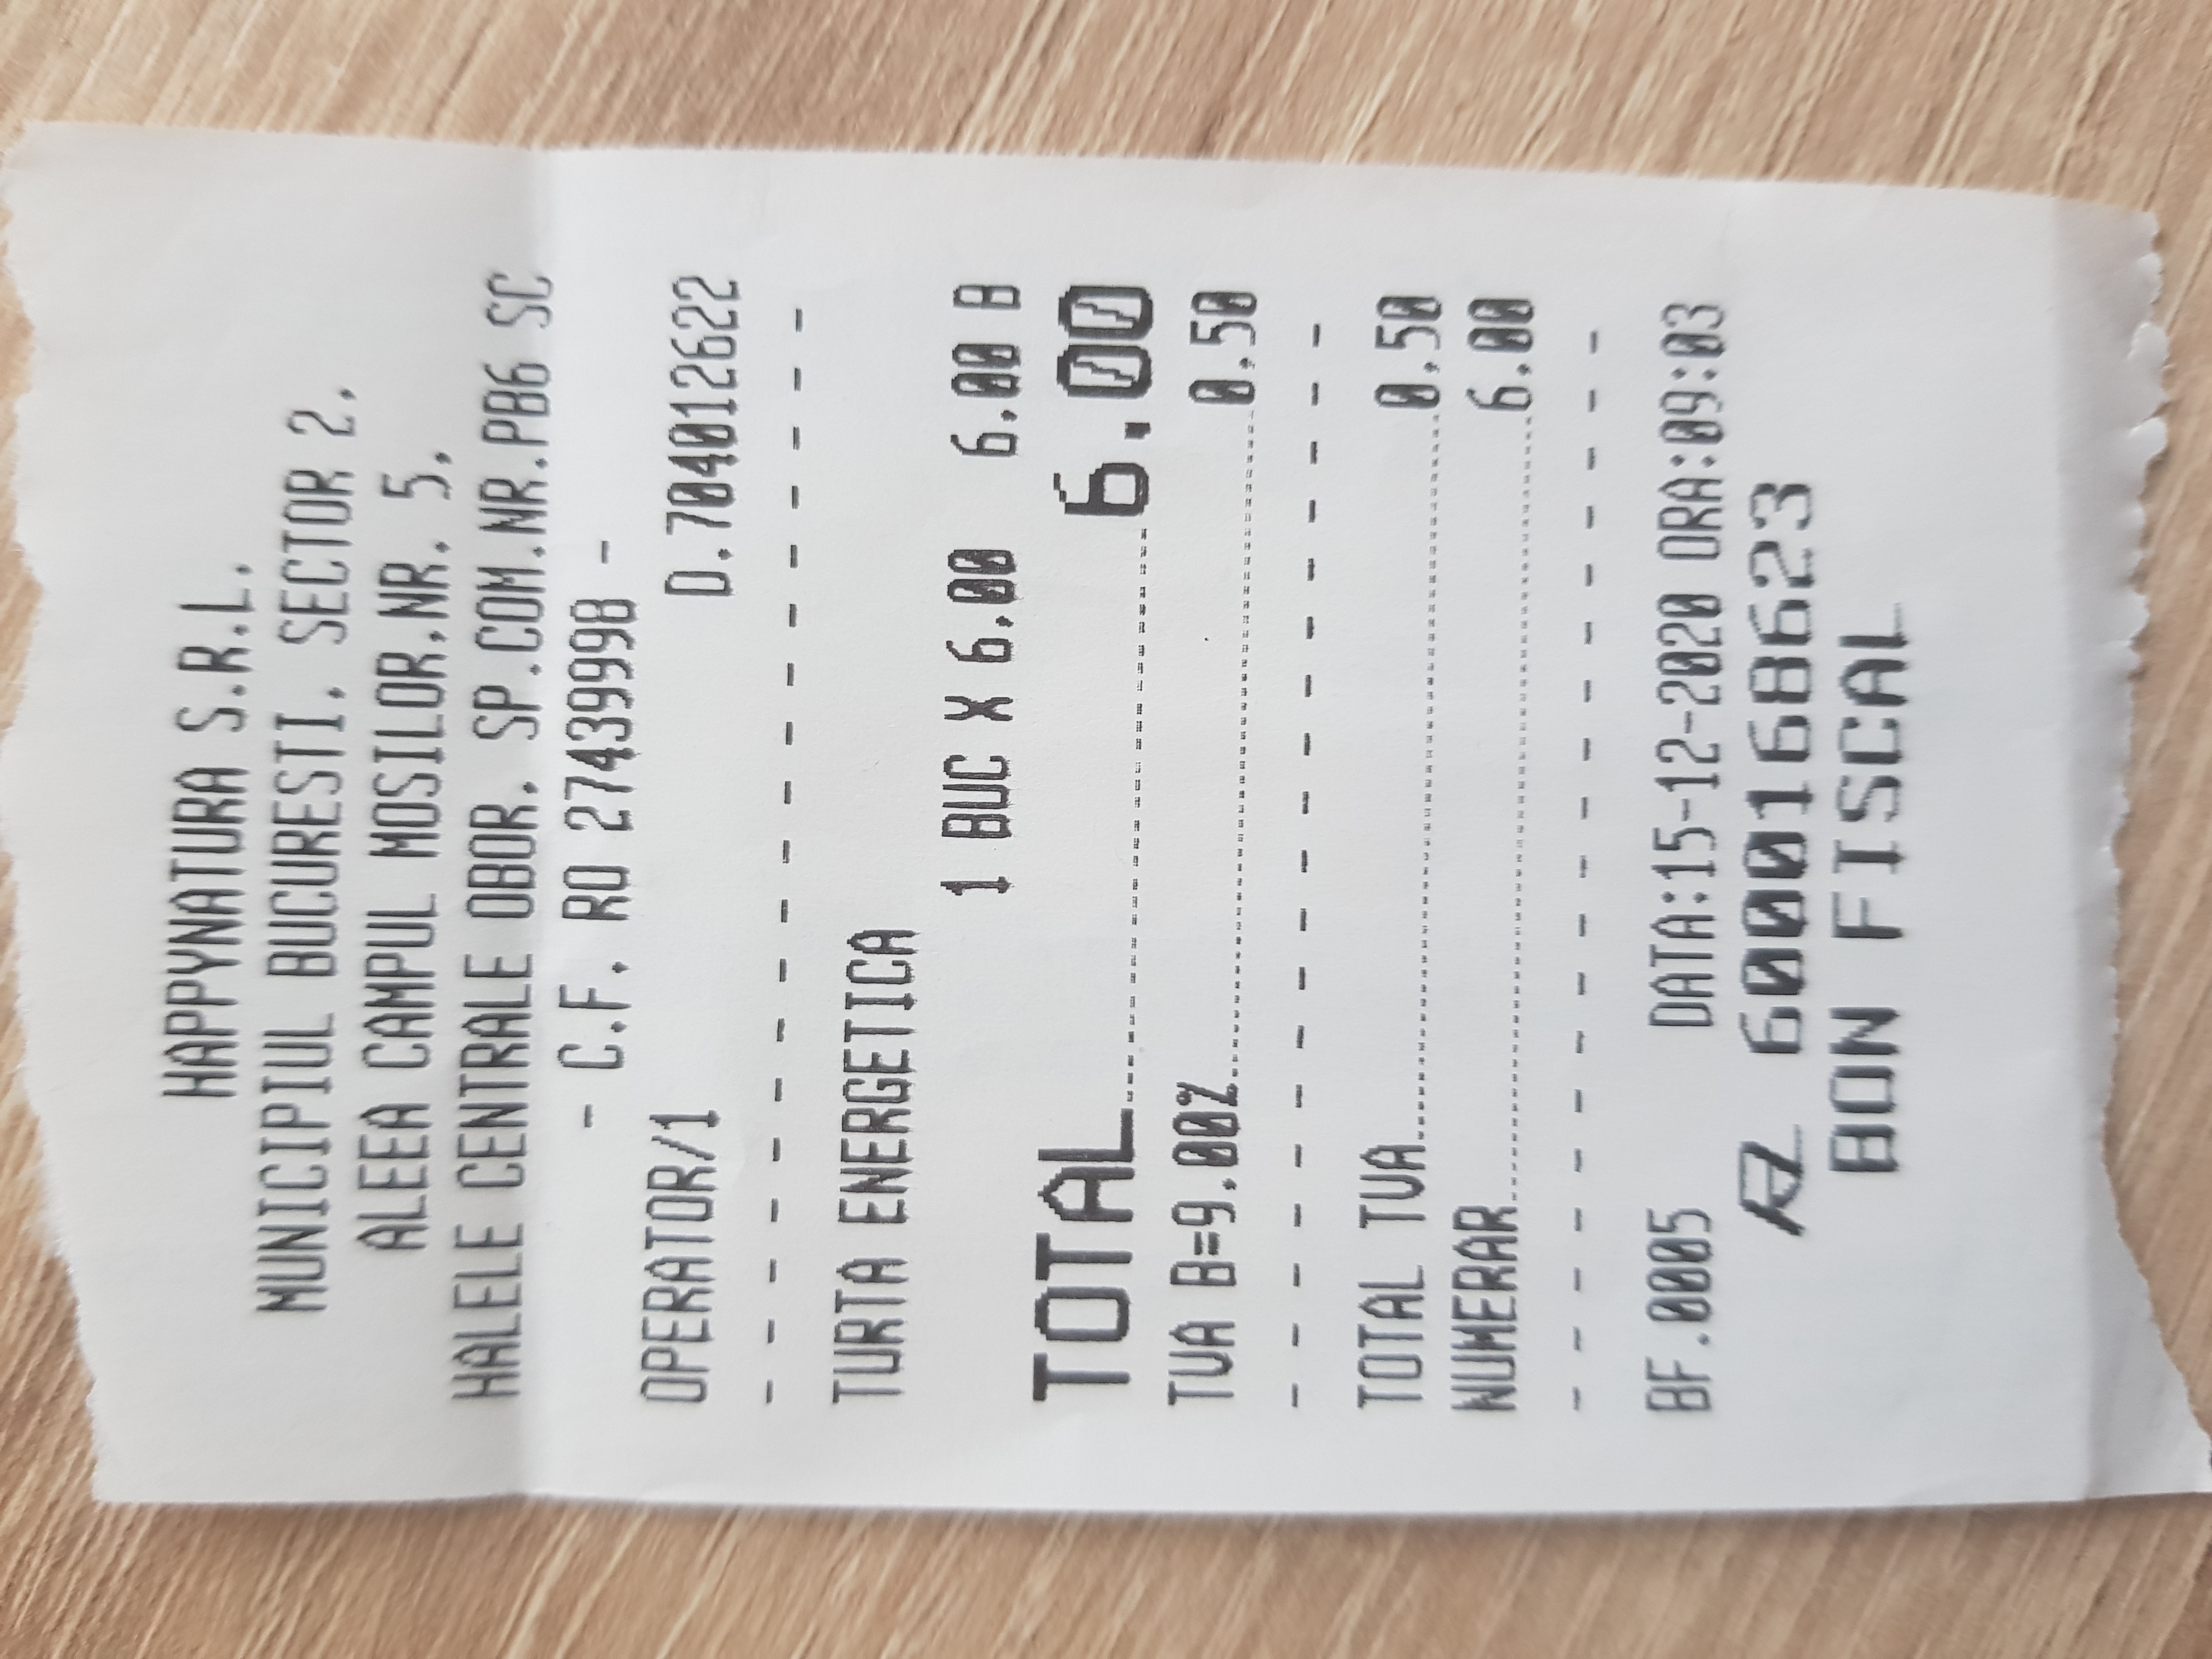 HAPPYNATURA S.R.L.
MUNICIPIUL BUCURESTI, SECTOR 2,
ALEEA CAMPUL MOSILOR,NR. 5,
HALELE CENTRALE OBOR, SP.COM.NR.PB6 SC
- C.F. RO 27439998 -
OPERATOR/1 D.70401262​2
- - - - - - - - - - - - - - - - - - -
TURTA ENERGETICA
1 BUC X 6.00 6.00 B
TOTAL 6.00
TVA B=9.00% 0.50
- - - - - - - - - - - - - - - - - - -
TOTAL TVA 0.50
NUMERAR 6.00
- - - - - - - - - - - - - - - - - - -
BF.0005 DATA:15-12-2020 ORA:09:03
6000168623
BON FISCAL